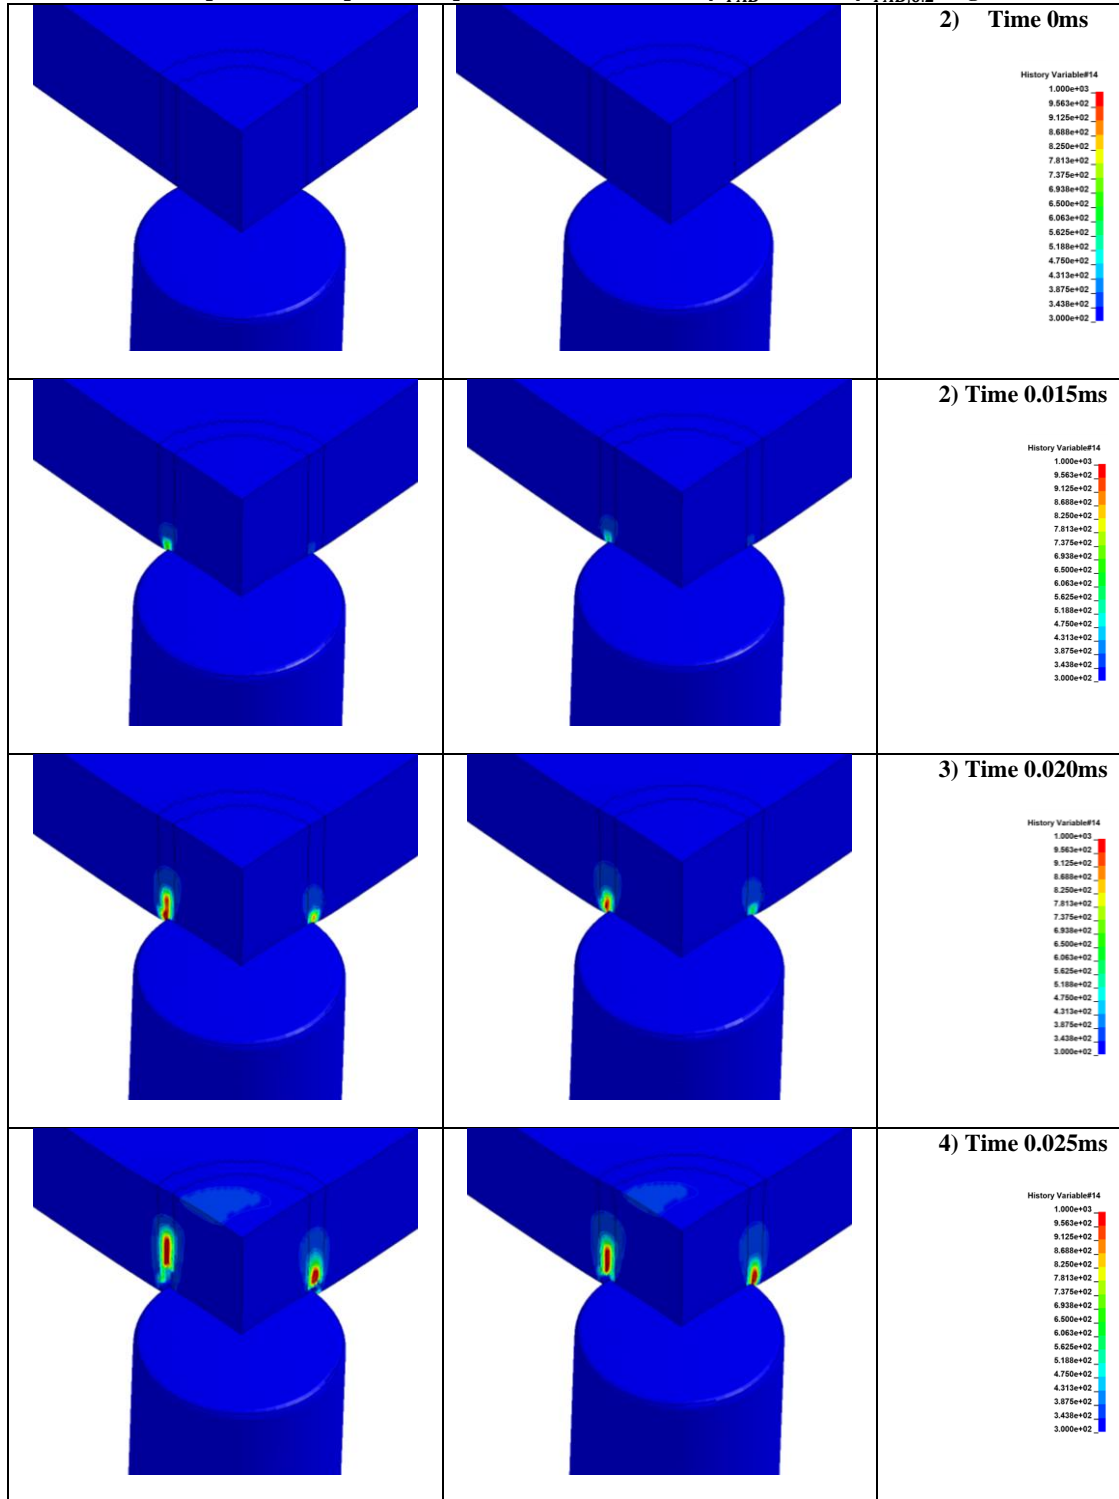 2) Time 0ms
History Variable#14
1.000e+03
9.563e+02
9.125e+02
8.688e+02
8.250e+02
7.813e+02
7.375e+02
6.938e+02
6.500e+02
6.063e+02
5.625e+02
5.188e+02
4.750e+02
4.313e+02
3.875e+02
3.438e+02
3.000e+02
2) Time 0.015ms
History Variable#14
1.000e+03
9.563e+02
9.125e+02
8.688e+02
8.250e+02
7.813e+02
7.375e+02
6.938e+02
6.500e+02
6.063e+02
5.625e+02
5.188e+02
4.750e+02
4.313e+02
3.875e+02
3.438e+02
3.000e+02
3) Time 0.020ms
History Variable#14
1.000e+03
9.563e+02
9.125e+02
8.688e+02
8.250e+02
7.813e+02
7.375e+02
6.938e+02
6.500e+02
6.063e+02
5.625e+02
5.188e+02
4.750e+02
4.313e+02
3.875e+02
3.438e+02
3.000e+02
4) Time 0.025ms
History Variable#14
1.000e+03
9.563e+02
9.125e+02
8.688e+02
8.250e+02
7.813e+02
7.375e+02
6.938e+02
6.500e+02
6.063e+02
5.625e+02
5.188e+02
4.750e+02
4.313e+02
3.875e+02
3.438e+02
3.000e+02